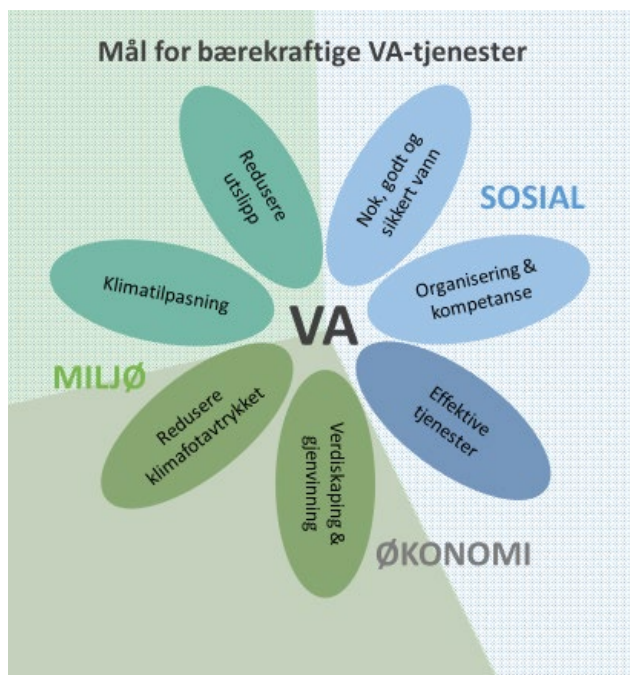 Mål for bærekraftige VA-tjenester
Redusere
utslipp
Nok, godt og
sikkert vann
SOSIAL
Klimatilpasning
Organisering &
kompetanse
VA
MILJØ
Redusere
klimafotavtrykket
Verdiskaping &
gjenvinning
Effektive
tjenester
ØKONOMI